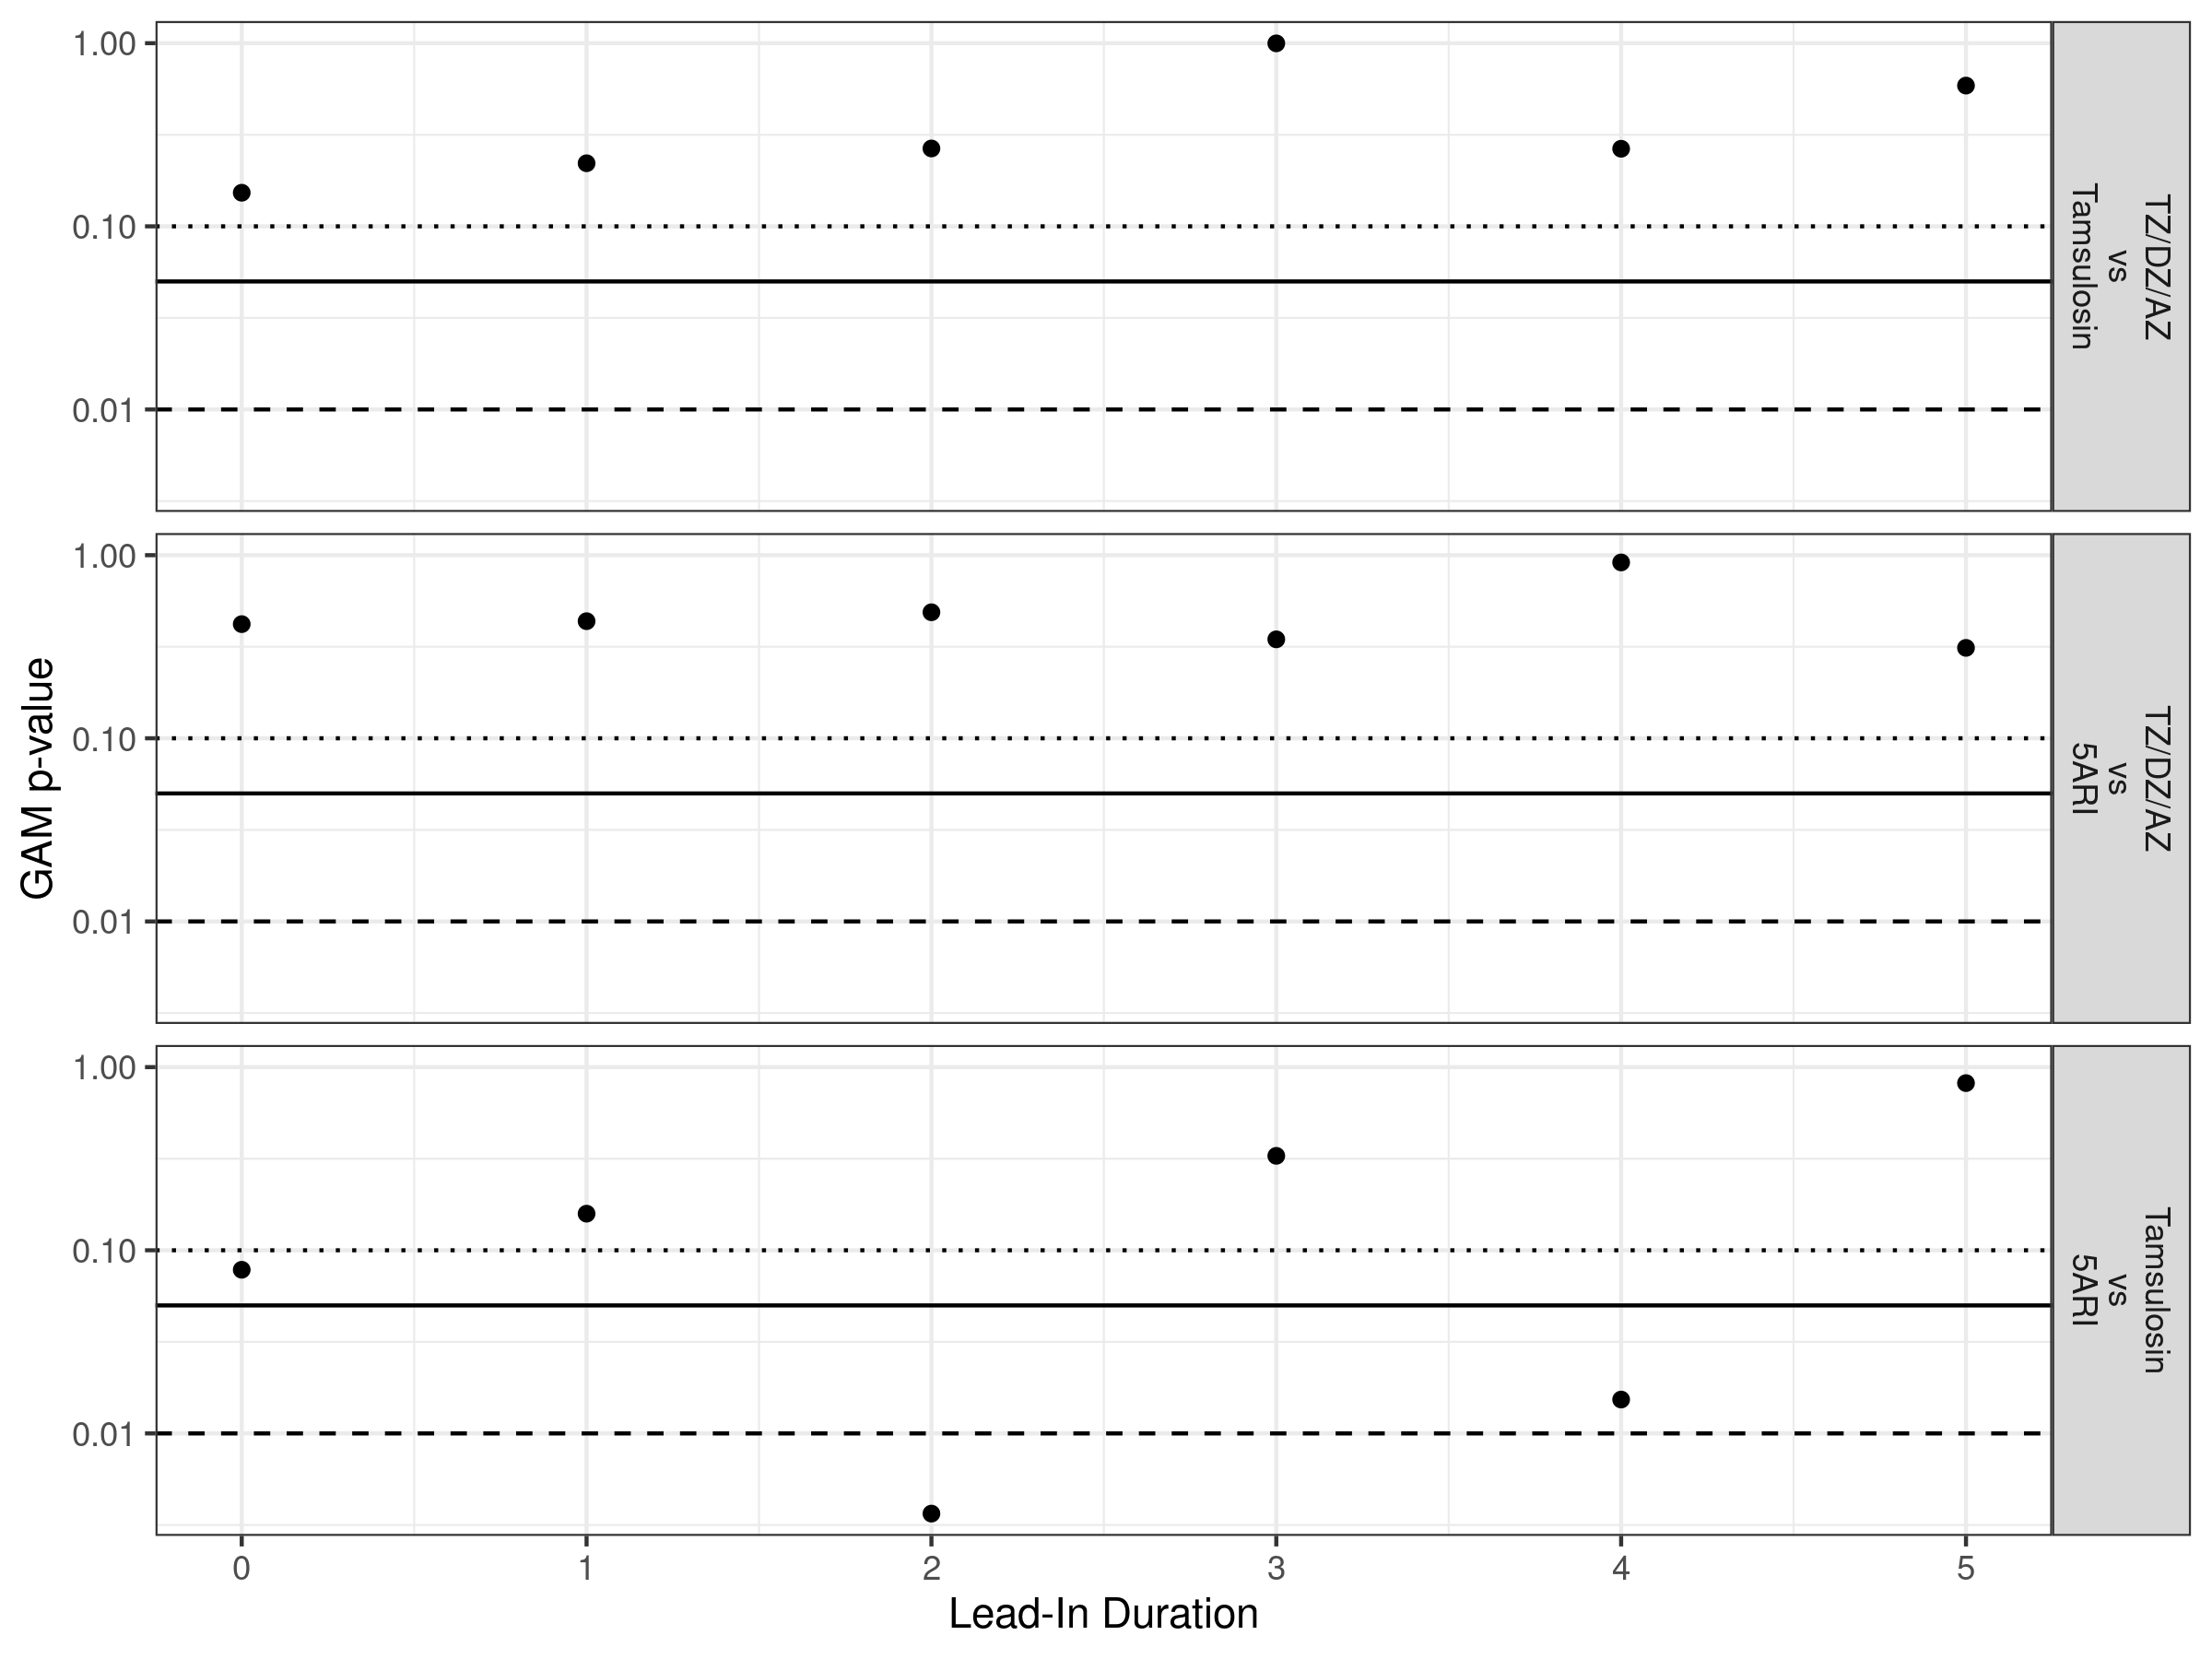 1.00
0.10
0.01
TZ/DZ/AZ
vs
Tamsulosin
1.00
0.10
0.01
TZ/DZ/AZ
vs
5ARI
1.00
0.10
0.01
Tamsulosin
vs
5ARI
GAM p-value
0 1 2 3 4 5
Lead-In Duration